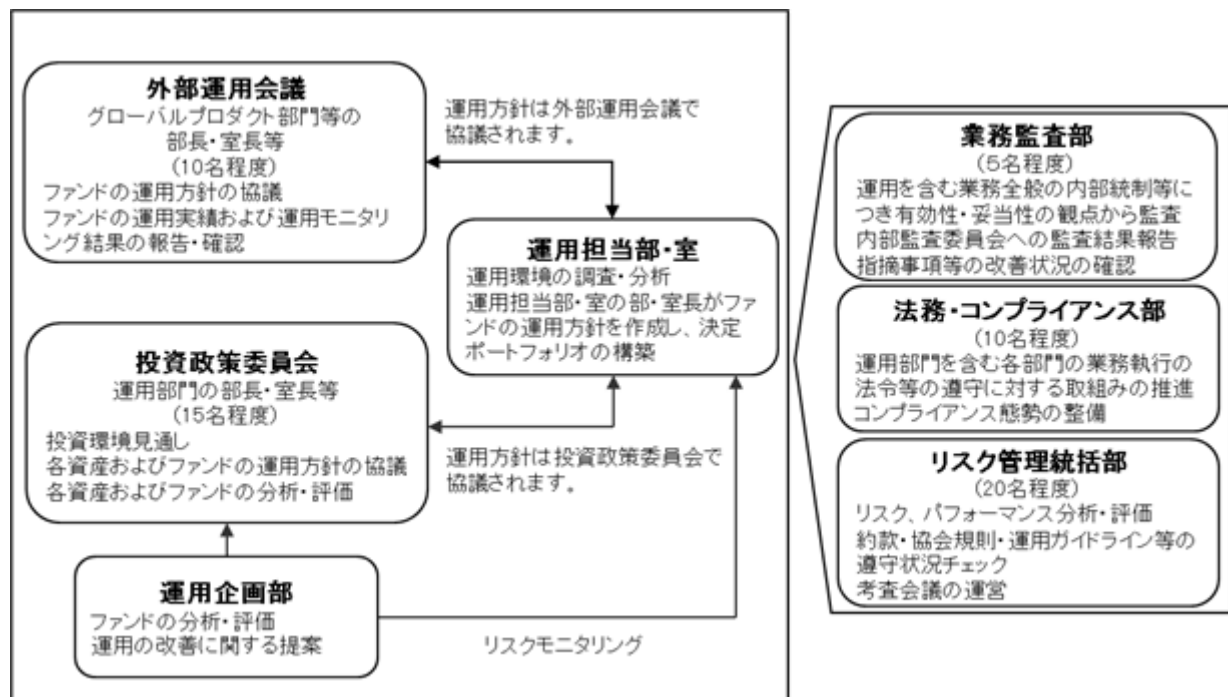 外部運用会議
グローバルプロダクト部門等の
部長・室長等
(10名程度)
ファンドの運用方針の協議
ファンドの運用実績および運用モニタリ
ング結果の報告・確認
運用方針は外部運用会議で
協議されます。
運用担当部・室
運用環境の調査・分析
運用担当部・室の部・室長がファ
ンドの運用方針を作成し、決定
ポートフォリオの構築
投資政策委員会
運用部門の部長・室長等
(15名程度)
投資環境見通し
各資産およびファンドの運用方針の協議
各資産およびファンドの分析・評価
運用方針は投資政策委員会で
協議されます。
運用企画部
ファンドの分析・評価
運用の改善に関する提案
リスクモニタリング
業務監査部
(5名程度)
運用を含む業務全般の内部統制等に
つき有効性・妥当性の観点から監査
内部監査委員会への監査結果報告
指摘事項等の改善状況の確認
法務・コンプライアンス部
(10名程度)
運用部門を含む各部門の業務執行の
法令等の遵守に対する取組みの推進
コンプライアンス態勢の整備
リスク管理統括部
(20名程度)
リスク、パフォーマンス分析・評価
約款・協会規則・運用ガイドライン等の
遵守状況チェック
考査会議の運営